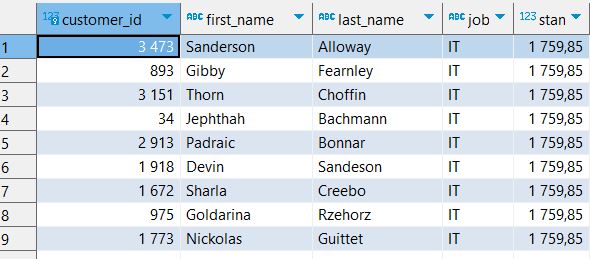 123 customer_id first_name last_name job 123 stan
1 3 473 Sanderson Alloway IT 1 759,85
2 893 Gibby Fearnley IT 1 759,85
3 3 151 Thorn Choffin IT 1 759,85
4 34 Jephthah Bachmann IT 1 759,85
5 2 913 Padraic Bonnar IT 1 759,85
6 1 918 Devin Sandeson IT 1 759,85
7 1 672 Sharla Creebo IT 1 759,85
8 975 Goldarina Rzehorz IT 1 759,85
9 1 773 Nickolas Guittet IT 1 759,85